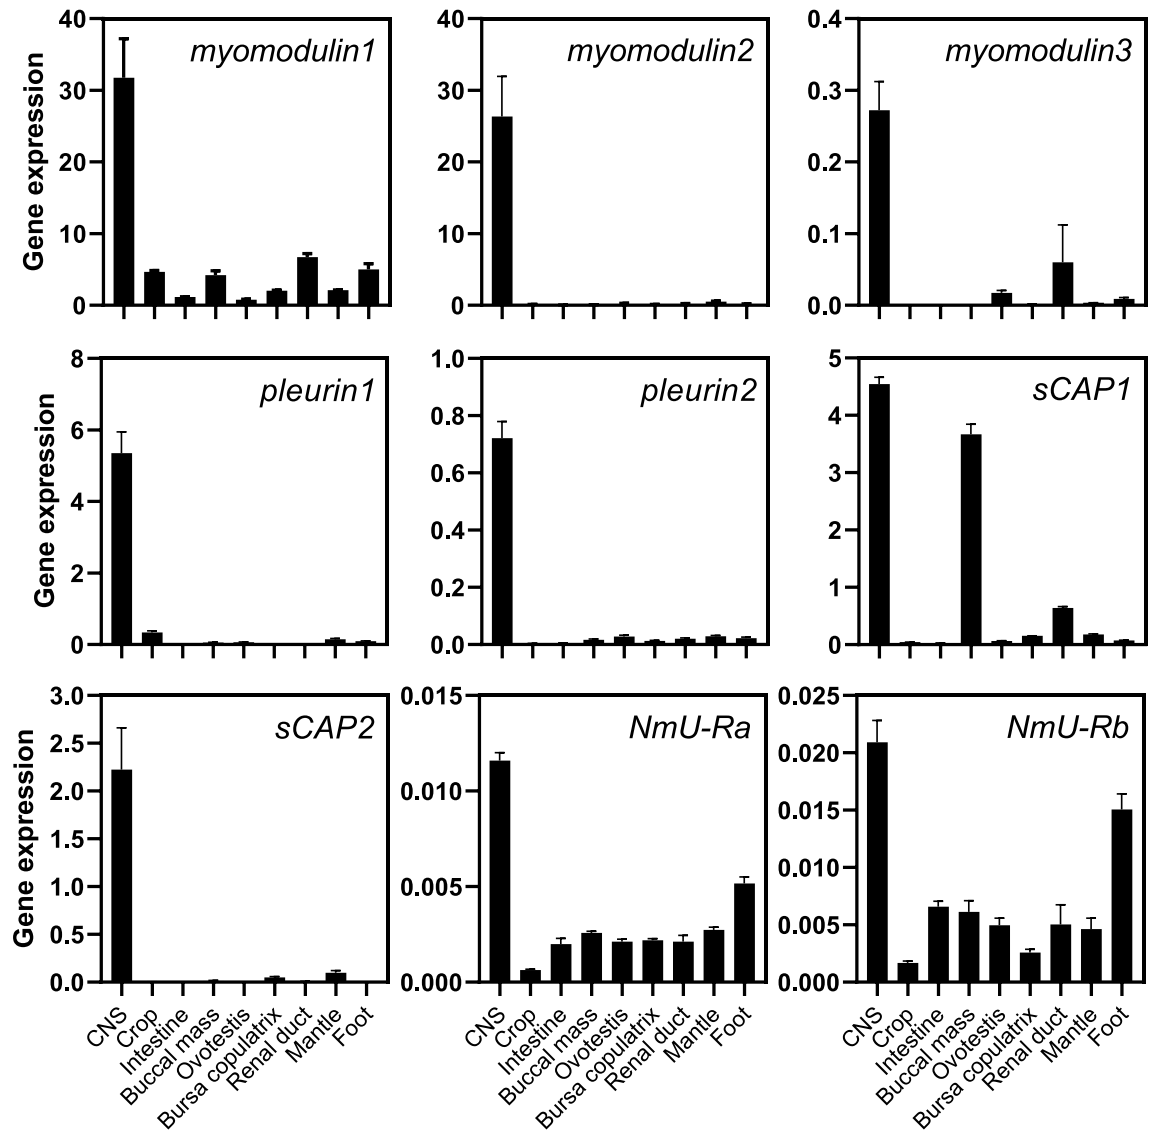 myomodulin1
Gene expression
40
30
20
10
0
myomodulin2
40
30
20
10
0
myomodulin3
0.4
0.3
0.2
0.1
0.0
pleurin1
Gene expression
8
6
4
2
0
pleurin2
1.0
0.8
0.6
0.4
0.2
0.0
sCAP1
5
4
3
2
1
0
sCAP2
Gene expression
3.0
2.5
2.0
1.5
1.0
0.5
0.0
CNS
Crop
Intestine
Buccal mass
Ovotestis
Bursa copulatrix
Renal duct
Mantle
Foot
NmU-Ra
0.015
0.010
0.005
0.000
CNS
Crop
Intestine
Buccal mass
Ovotestis
Bursa copulatrix
Renal duct
Mantle
Foot
NmU-Rb
0.025
0.020
0.015
0.010
0.005
0.000
CNS
Crop
Intestine
Buccal mass
Ovotestis
Bursa copulatrix
Renal duct
Mantle
Foot